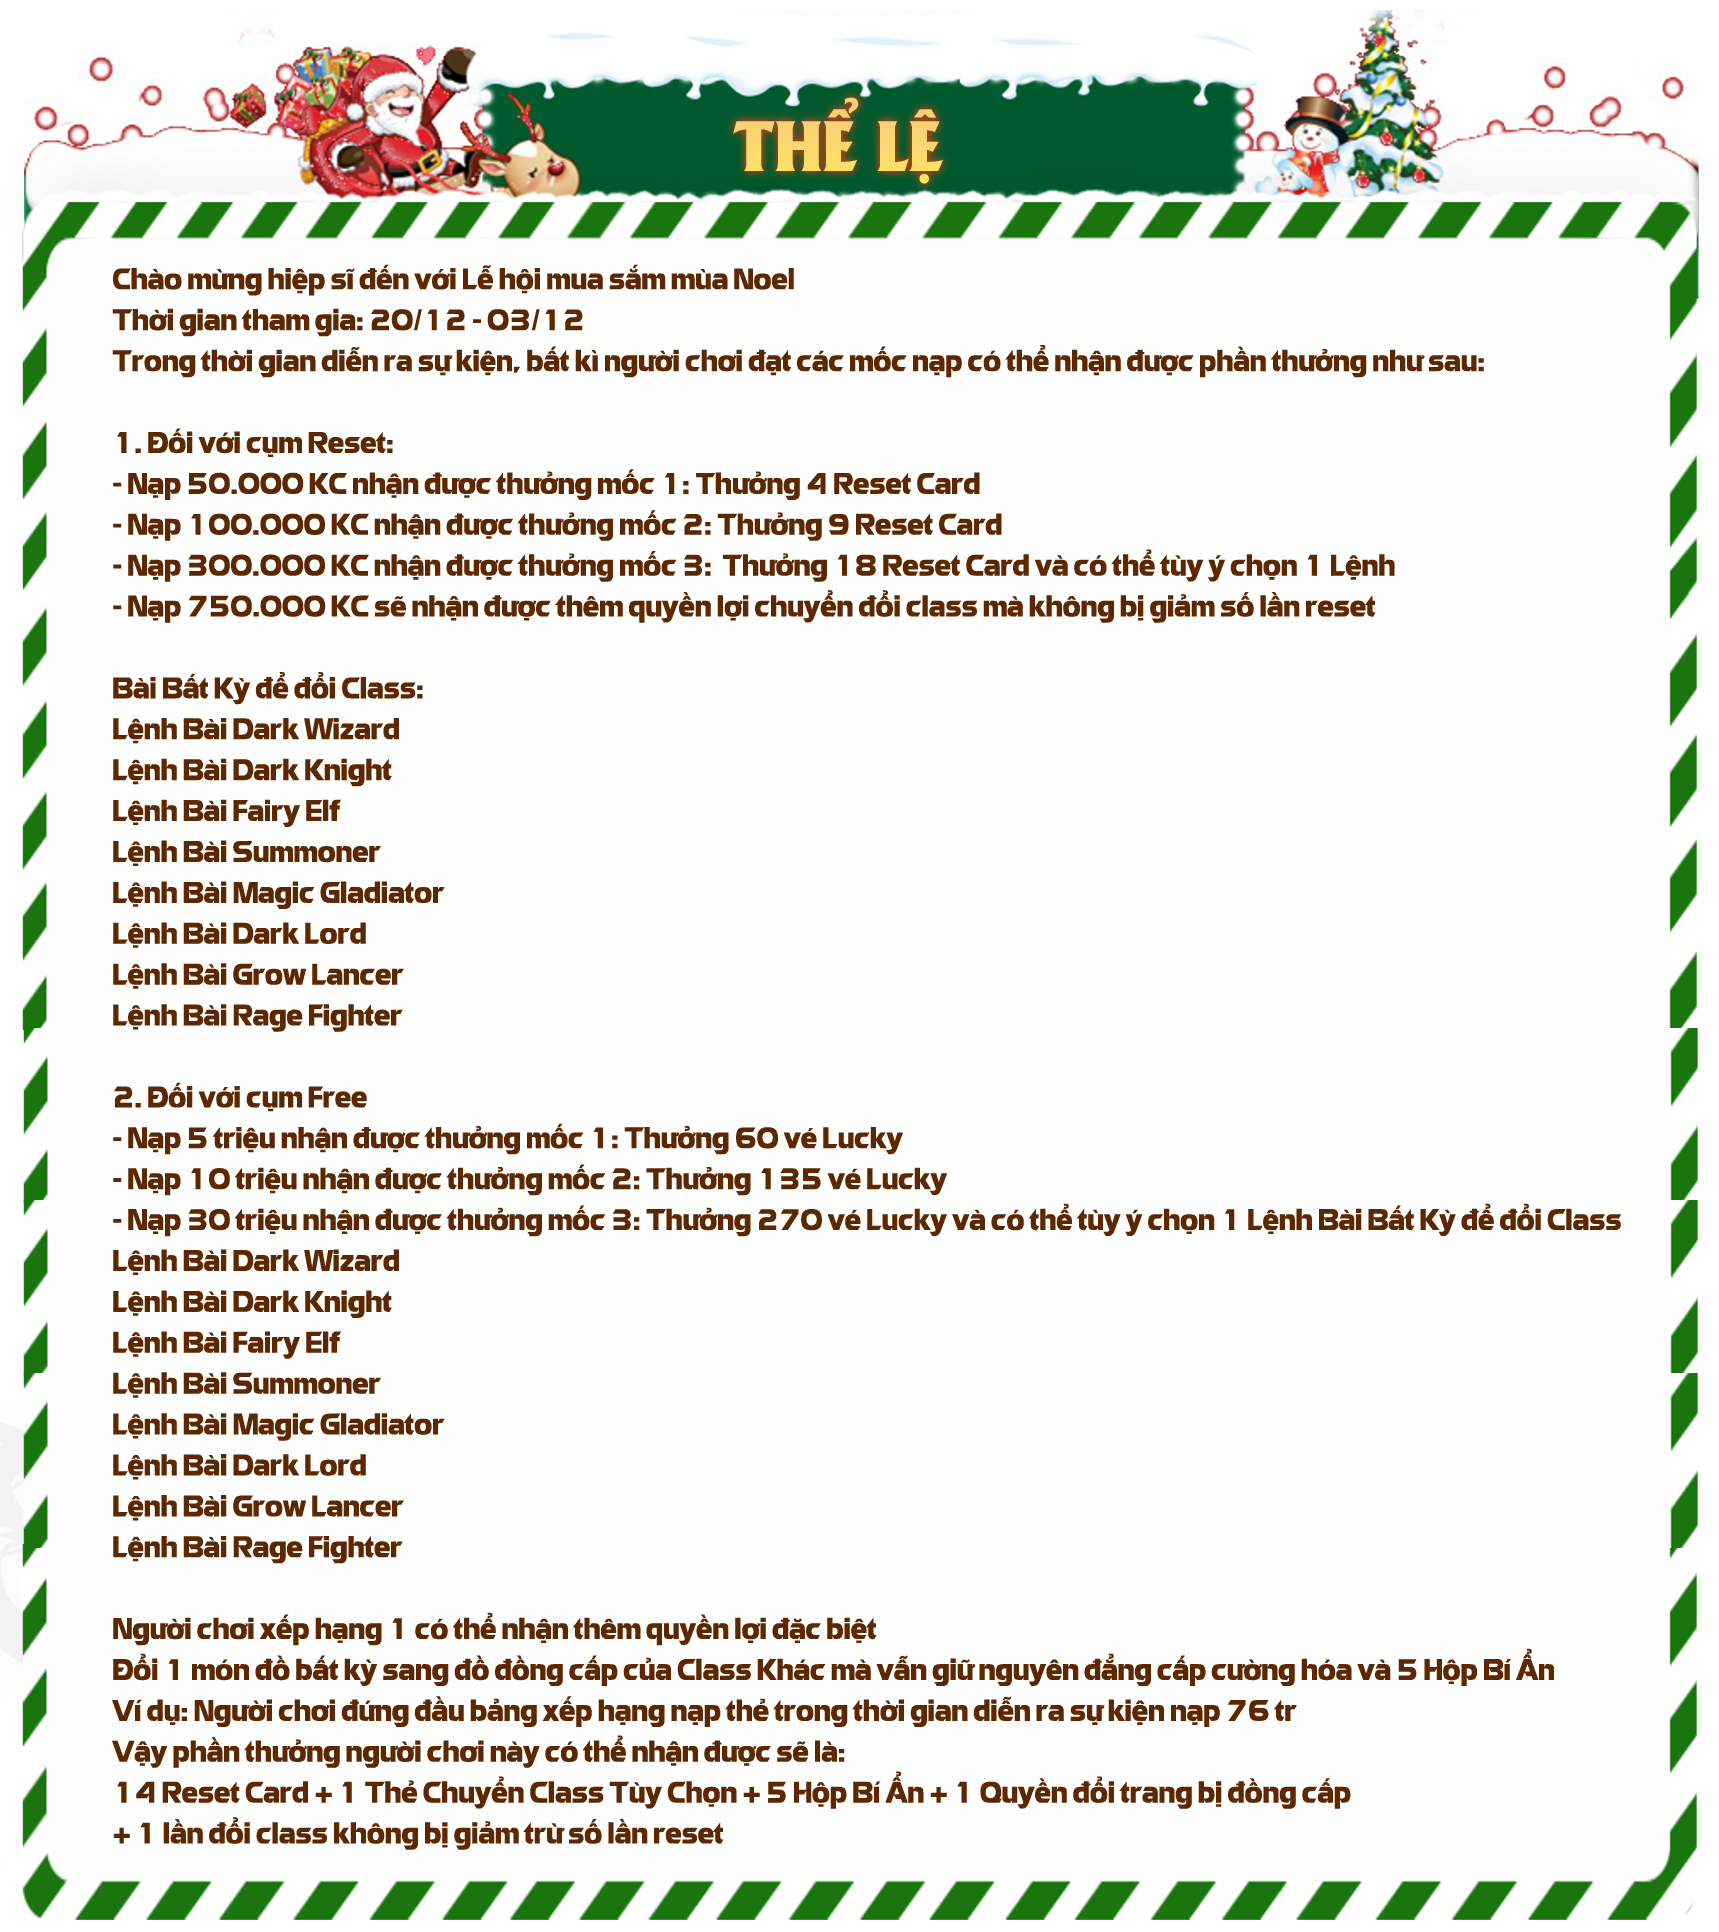 THỂ LỆ
Chào mừng hiệp sĩ đến với Lễ hội mua sắm mùa Noel
Thời gian tham gia: 20/12 - 03/12
Trong thời gian diễn ra sự kiện, bất kì người chơi đạt các mốc nạp có thể nhận được phần thưởng như sau:
1. Đối với cụm Reset:
- Nạp 50.000 KC nhận được thưởng mốc 1: Thưởng 4 Reset Card
- Nạp 100.000 KC nhận được thưởng mốc 2: Thưởng 9 Reset Card
- Nạp 300.000 KC nhận được thưởng mốc 3:  Thưởng 18 Reset Card và có thể tùy ý chọn 1 Lệnh
- Nạp 750.000 KC sẽ nhận được thêm quyền lợi chuyển đổi class mà không bị giảm số lần reset
Bài Bất Kỳ để đổi Class:
Lệnh Bài Dark Wizard
Lệnh Bài Dark Knight
Lệnh Bài Fairy Elf
Lệnh Bài Summoner
Lệnh Bài Magic Gladiator
Lệnh Bài Dark Lord
Lệnh Bài Grow Lancer
Lệnh Bài Rage Fighter
2. Đối với cụm Free
- Nạp 5 triệu nhận được thưởng mốc 1: Thưởng 60 vé Lucky
- Nạp 10 triệu nhận được thưởng mốc 2: Thưởng 135 vé Lucky
- Nạp 30 triệu nhận được thưởng mốc 3: Thưởng 270 vé Lucky và có thể tùy ý chọn 1 Lệnh Bài Bất Kỳ để đổi Class
Lệnh Bài Dark Wizard
Lệnh Bài Dark Knight
Lệnh Bài Fairy Elf
Lệnh Bài Summoner
Lệnh Bài Magic Gladiator
Lệnh Bài Dark Lord
Lệnh Bài Grow Lancer
Lệnh Bài Rage Fighter
Người chơi xếp hạng 1 có thể nhận thêm quyền lợi đặc biệt
Đổi 1 món đồ bất kỳ sang đồ đồng cấp của Class Khác mà vẫn giữ nguyên đẳng cấp cường hóa và 5 Hộp Bí Ẩn
Ví dụ: Người chơi đứng đầu bảng xếp hạng nạp thẻ trong thời gian diễn ra sự kiện nạp 76 tr
Vậy phần thưởng người chơi này có thể nhận được sẽ là:
14 Reset Card + 1 Thẻ Chuyển Class Tùy Chọn + 5 Hộp Bí Ẩn + 1 Quyền đổi trang bị đồng cấp
+ 1 lần đổi class không bị giảm trừ số lần reset